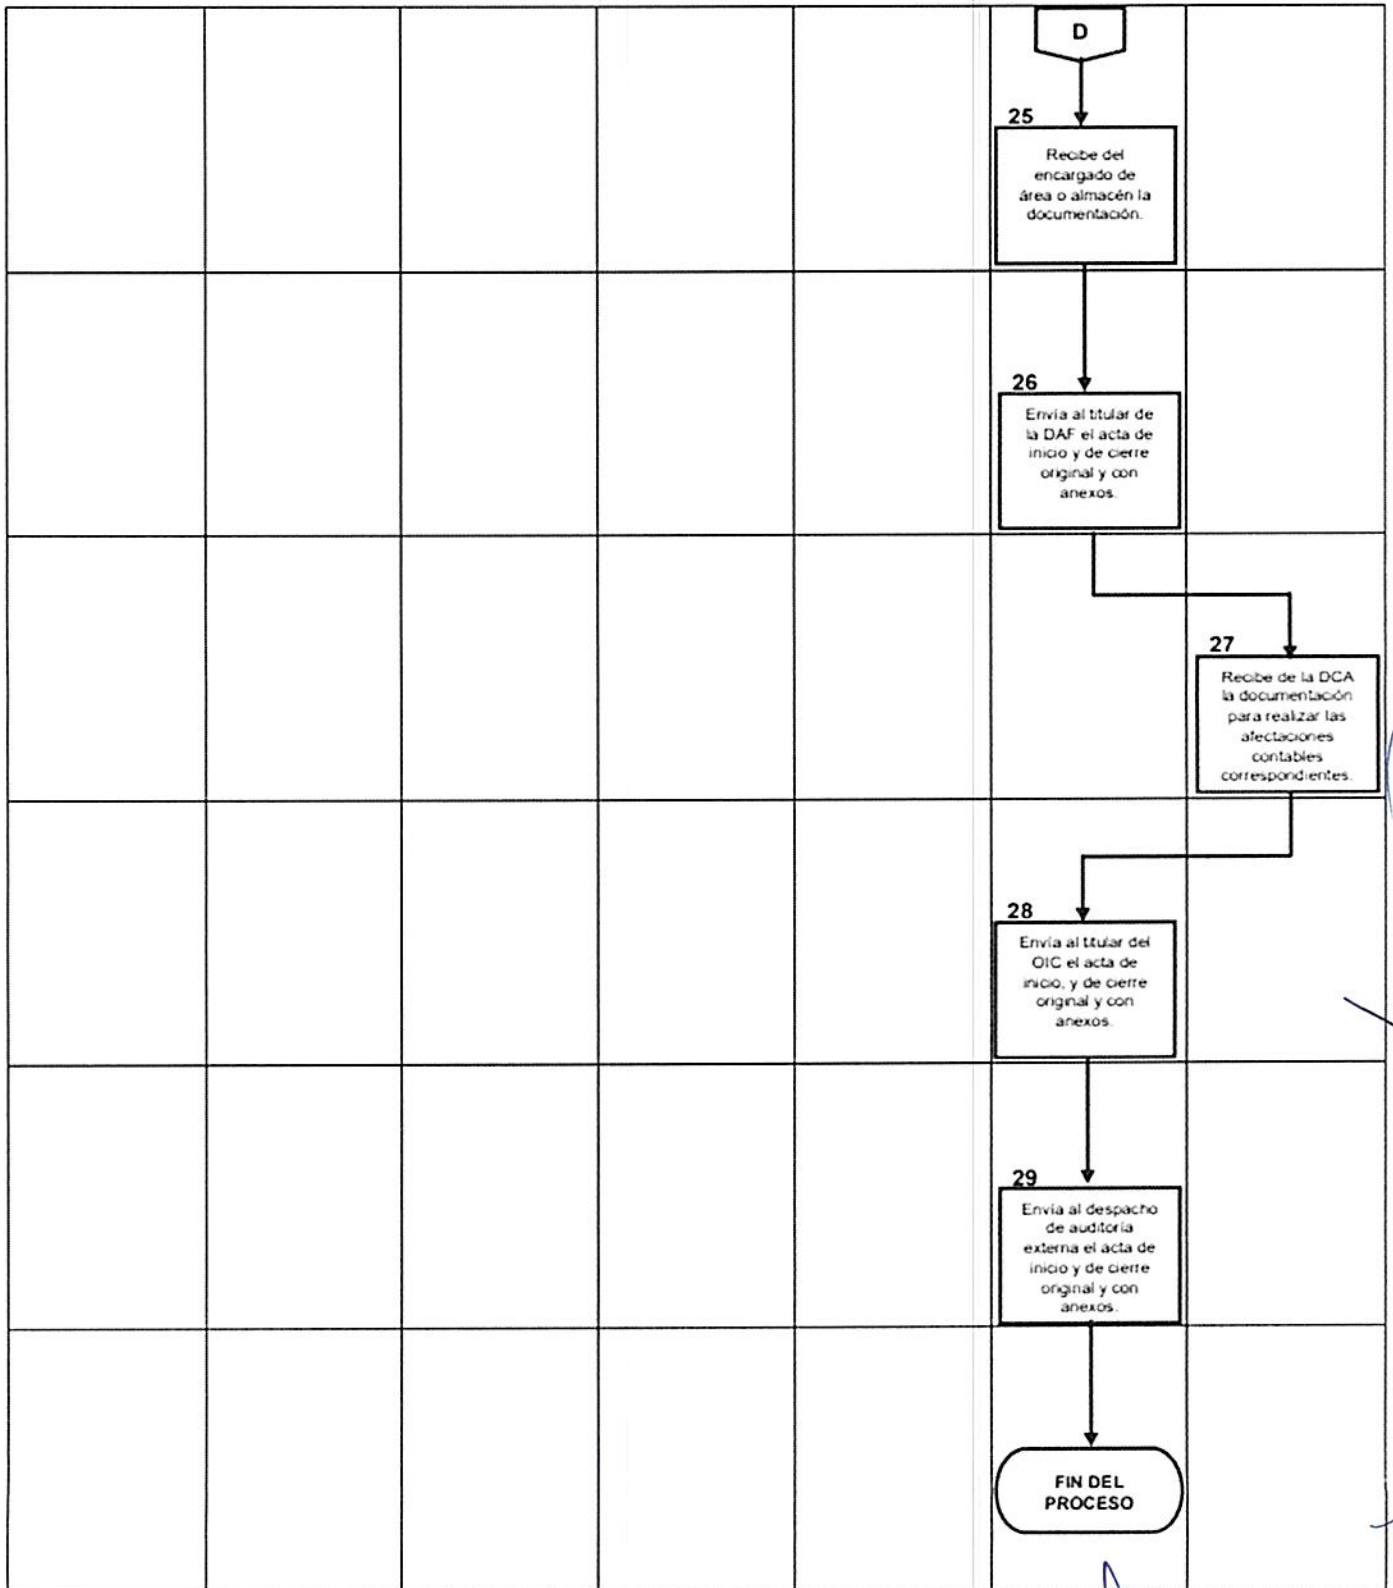 D
25
Recibe del
encargado de
área o almacén la
documentación.
26
Envía al titular de
la DAF el acta de
inicio y de cierre
original y con
anexos.
27
Recibe de la DCA
la documentación
para realizar las
afectaciones
contables
correspondientes.
28
Envía al titular del
OIC el acta de
inicio, y de cierre
original y con
anexos.
29
Envía al despacho
de auditoría
externa el acta de
inicio y de cierre
original y con
anexos.
FIN DEL
PROCESO